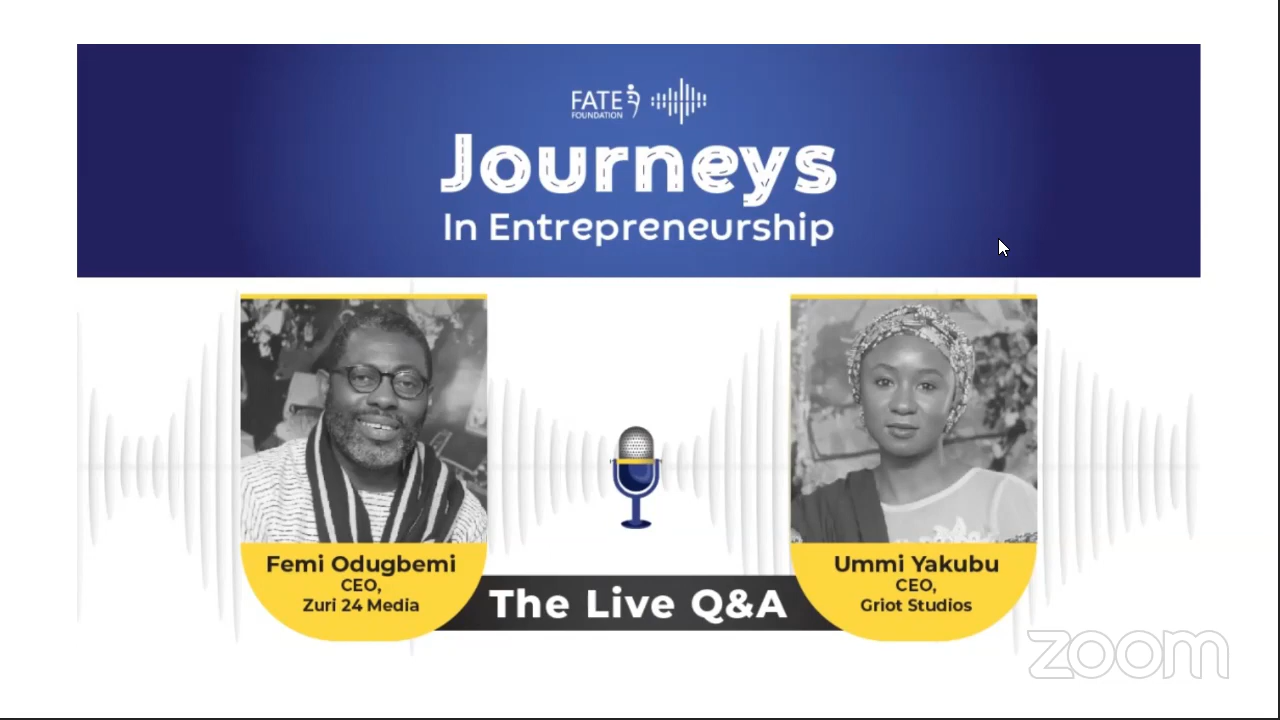 FATE
FOUNDATION
Journeys
In Entrepreneurship
Femi Odugbemi
CEO,
Zuri 24 Media
The Live Q&A
Ummi Yakubu
CEO,
Griot Studios
zoom